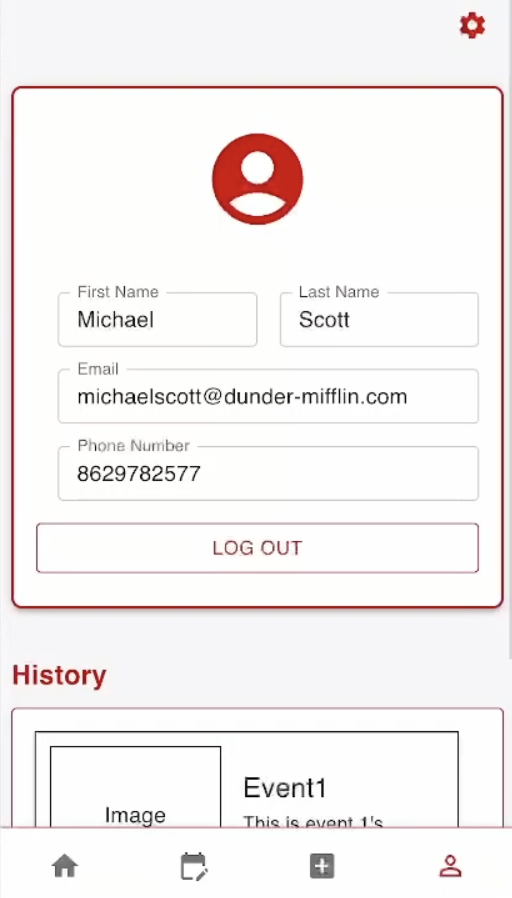 First Name
Last Name
Michael
Scott
Email
michaelscott@dunder-mifflin.com
Phone Number
8629782577
LOG OUT
History
Event1
Image
This is event 1's